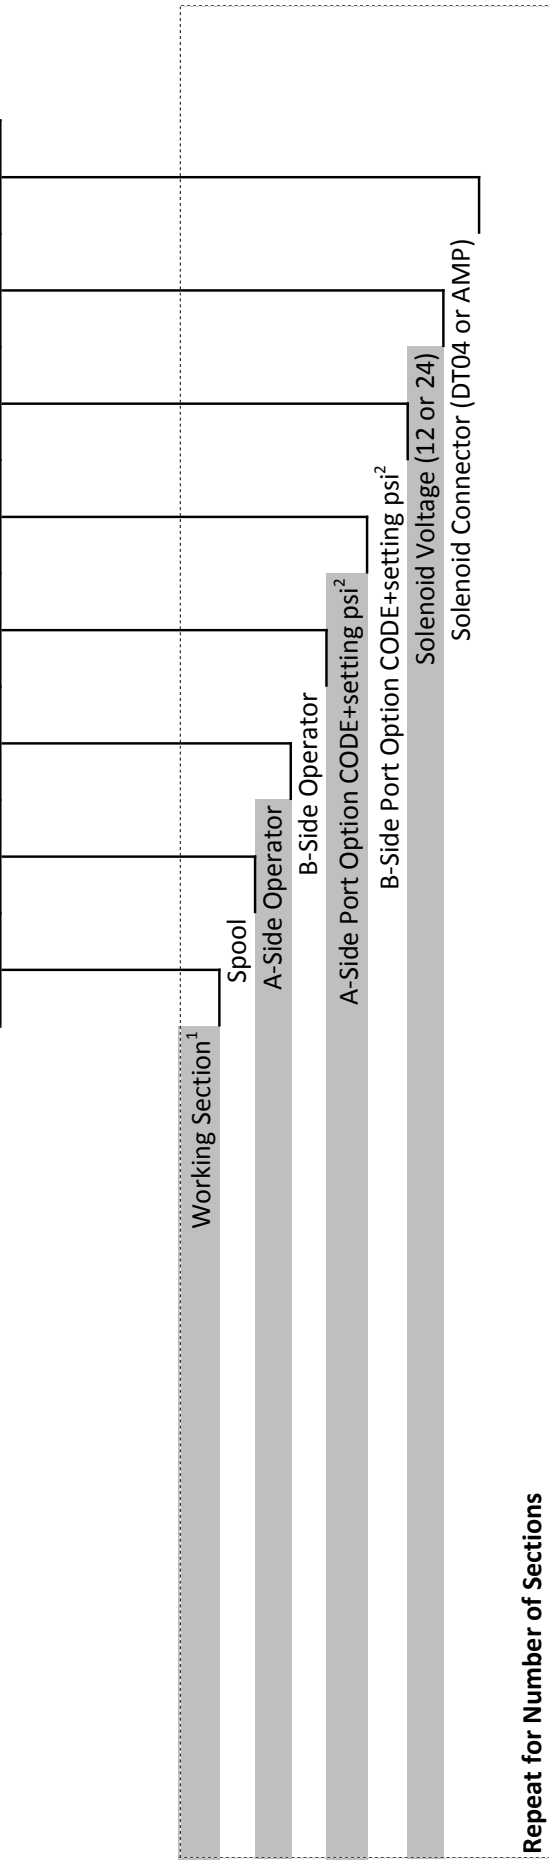 Working Section¹
Spool
A-Side Operator
B-Side Operator
A-Side Port Option CODE+setting psi²
B-Side Port Option CODE+setting psi²
Solenoid Voltage (12 or 24)
Solenoid Connector (DT04 or AMP)
Repeat for Number of Sections